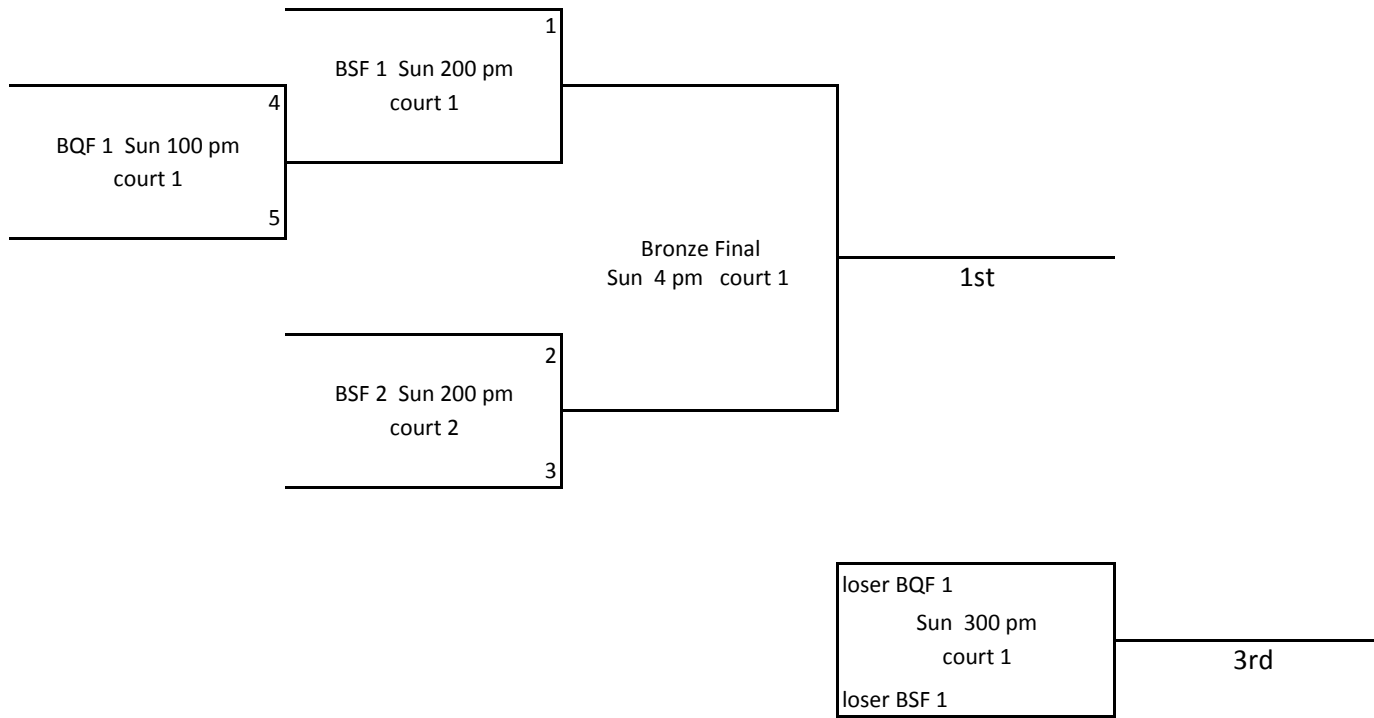 1
BSF 1 Sun 200 pm
court 1
4
BQF 1 Sun 100 pm
court 1
5
Bronze Final
Sun 4 pm court 1
1st
2
BSF 2 Sun 200 pm
court 2
3
loser BQF 1
Sun 300 pm
court 1
3rd
loser BSF 1